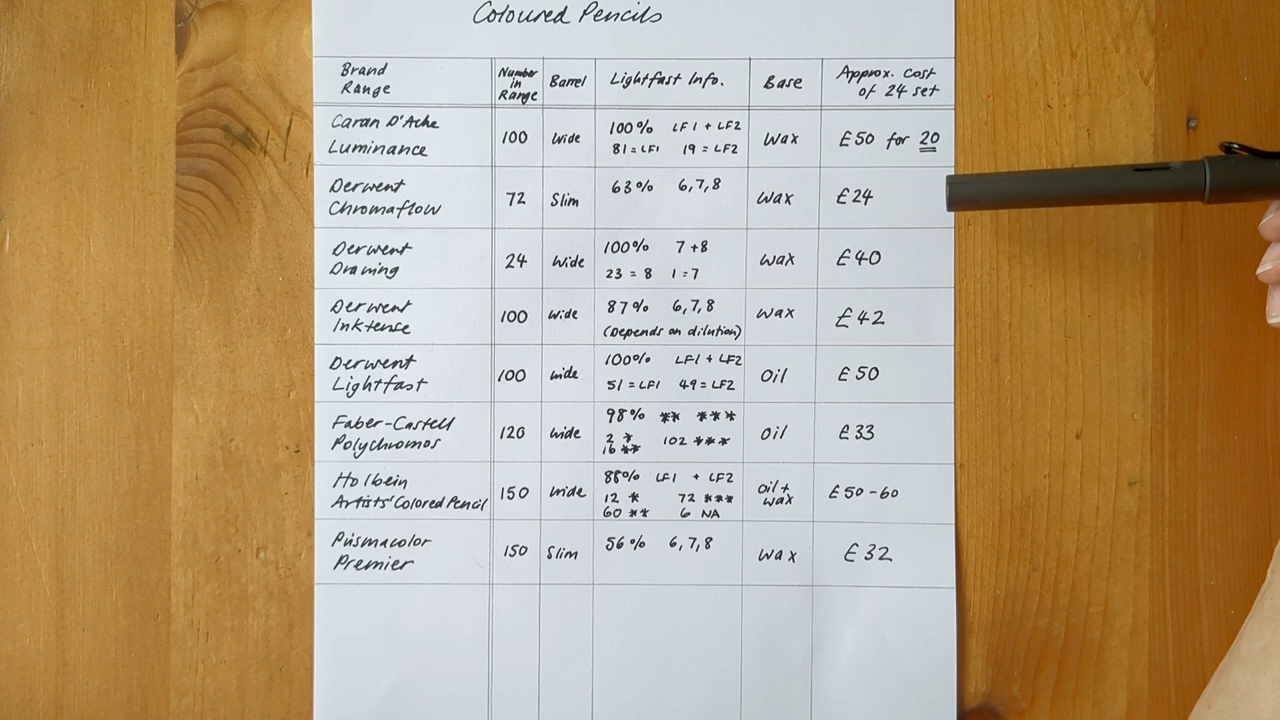 Coloured Pencils
Brand Range
Number in Range
Barrel
Lightfast Info.
Base
Approx. cost of 24 set
Caran D'Ache Luminance
100
Wide
100% LF1 + LF2
81 = LF1 19 = LF2
Wax
£50 for 20
Derwent Chromaflow
72
Slim
63% 6,7,8
Wax
£24
Derwent Drawing
24
Wide
100% 7+8
23 = 8 1 = 7
Wax
£40
Derwent Inktense
100
Wide
87% 6,7,8
(Depends on dilution)
Wax
£42
Derwent Lightfast
100
Wide
100% LF1 + LF2
51 = LF1 49 = LF2
Oil
£50
Faber-Castell Polychromos
120
Wide
98% ** ***
2 * 102 ***
16 **
Oil
£33
Holbein Artists' Colored Pencil
150
Wide
88% LF1 + LF2
12 * 72 ***
60 ** 6 NA
Oil + Wax
£50-60
Prismacolor Premier
150
Slim
56% 6,7,8
Wax
£32